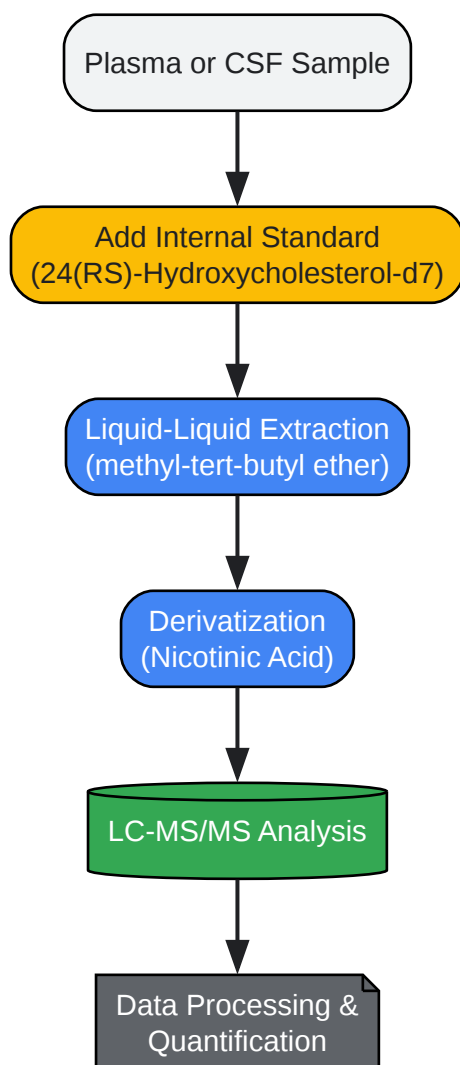 Plasma or CSF Sample
Add Internal Standard
(24(RS)-Hydroxycholesterol-d7)
Liquid-Liquid Extraction
(methyl-tert-butyl ether)
Derivatization
(Nicotinic Acid)
LC-MS/MS Analysis
Data Processing &
Quantification